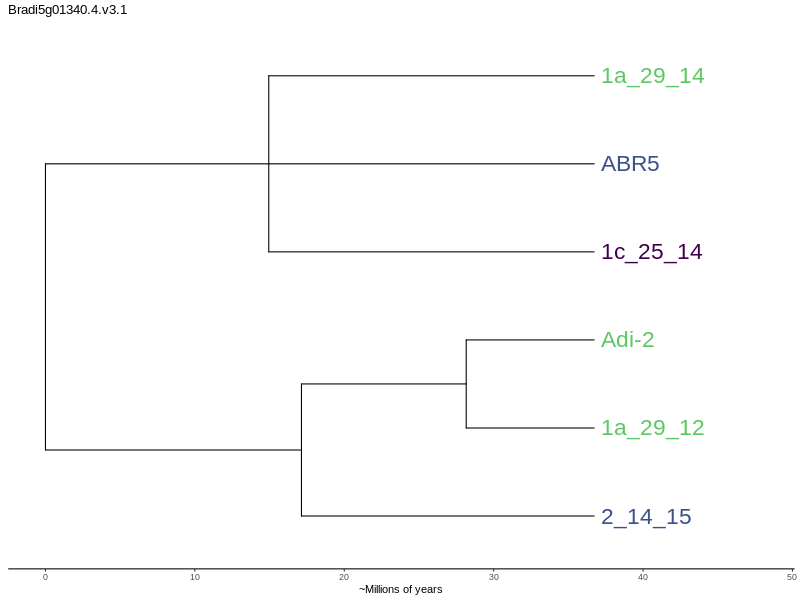 Bradi5g01340.4.v3.1
1a_29_14
ABR5
1c_25_14
Adi-2
1a_29_12
2_14_15
0 10 20 30 40 50
~Millions of years